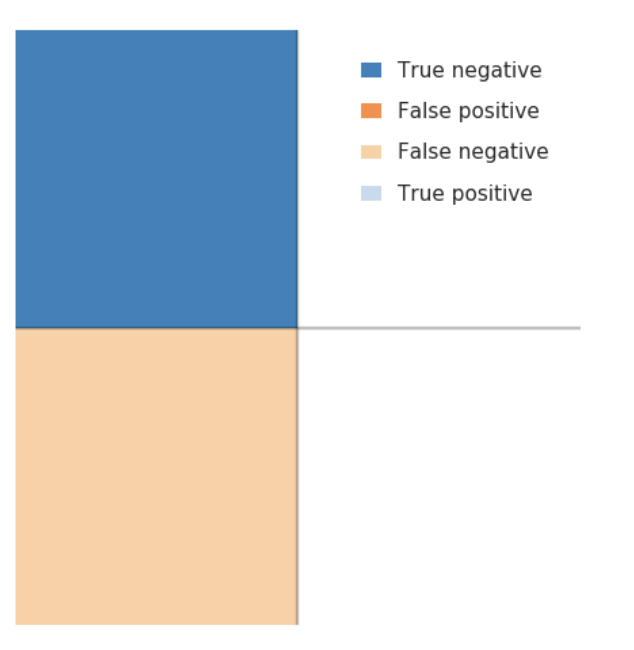 True negative
False positive
False negative
True positive